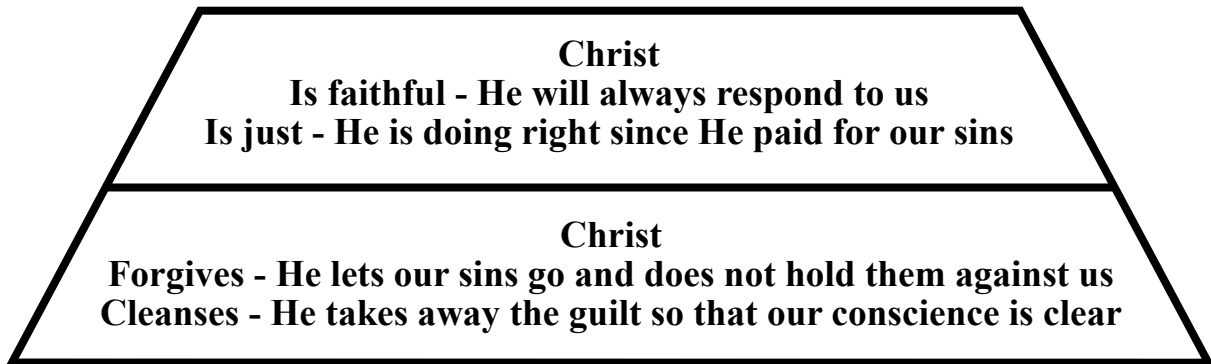 Christ
Is faithful - He will always respond to us
Is just - He is doing right since He paid for our sins
Christ
Forgives - He lets our sins go and does not hold them against us
Cleanses - He takes away the guilt so that our conscience is clear